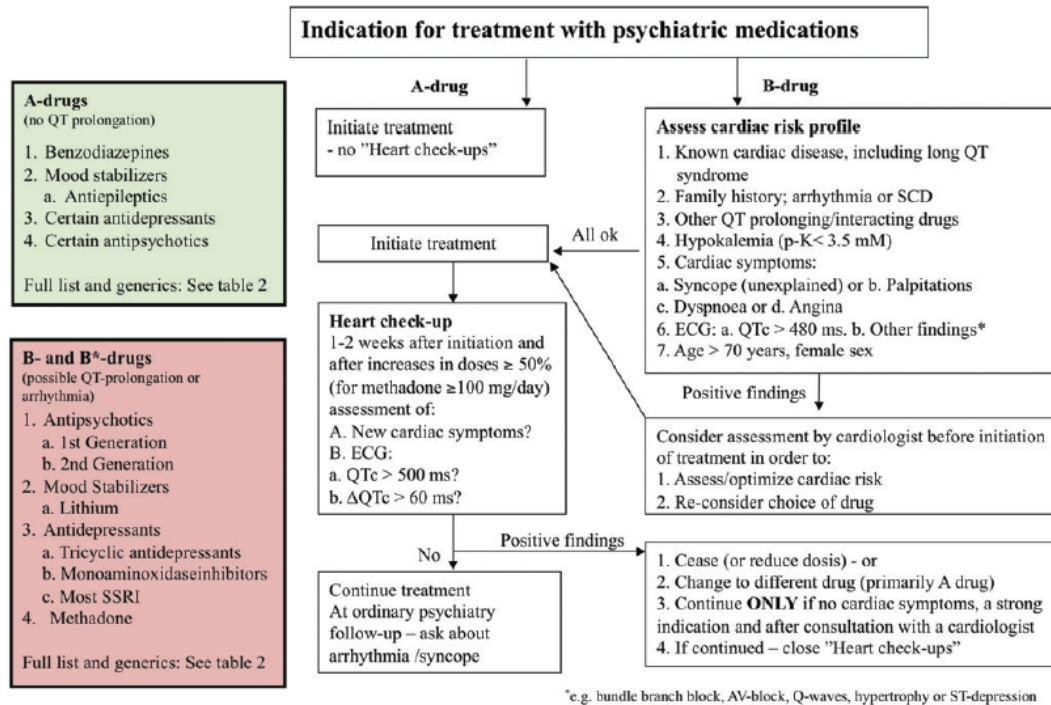 Indication for treatment with psychiatric medications
A-drug
B-drug
A-drugs
(no QT prolongation)
1. Benzodiazepines
2. Mood stabilizers
a. Antiepileptics
3. Certain antidepressants
4. Certain antipsychotics
Full list and generics: See table 2
Initiate treatment
- no ”Heart check-ups”
Assess cardiac risk profile
1. Known cardiac disease, including long QT
syndrome
2. Family history; arrhythmia or SCD
3. Other QT prolonging/interacting drugs
4. Hypokalemia (p-K< 3.5 mM)
5. Cardiac symptoms:
a. Syncope (unexplained) or b. Palpitations
c. Dyspnoea or d. Angina
6. ECG: a. QTc > 480 ms. b. Other findings*
7. Age > 70 years, female sex
All ok
Initiate treatment
Positive findings
Heart check-up
1-2 weeks after initiation and
after increases in doses ≥ 50%
(for methadone ≥100 mg/day)
assessment of:
A. New cardiac symptoms?
B. ECG:
a. QTc > 500 ms?
b. ΔQTc > 60 ms?
Consider assessment by cardiologist before initiation
of treatment in order to:
1. Assess/optimize cardiac risk
2. Re-consider choice of drug
B- and B*-drugs
(possible QT-prolongation or
arrhythmia)
1. Antipsychotics
a. 1st Generation
b. 2nd Generation
2. Mood Stabilizers
a. Lithium
3. Antidepressants
a. Tricyclic antidepressants
b. Monoaminoxidaseinhibitors
c. Most SSRI
4. Methadone
Full list and generics: See table 2
No
Positive findings
Continue treatment
At ordinary psychiatry
follow-up – ask about
arrhythmia /syncope
1. Cease (or reduce dosis) - or
2. Change to different drug (primarily A drug)
3. Continue ONLY if no cardiac symptoms, a strong
indication and after consultation with a cardiologist
4. If continued – close ”Heart check-ups”
*e.g. bundle branch block, AV-block, Q-waves, hypertrophy or ST-depression